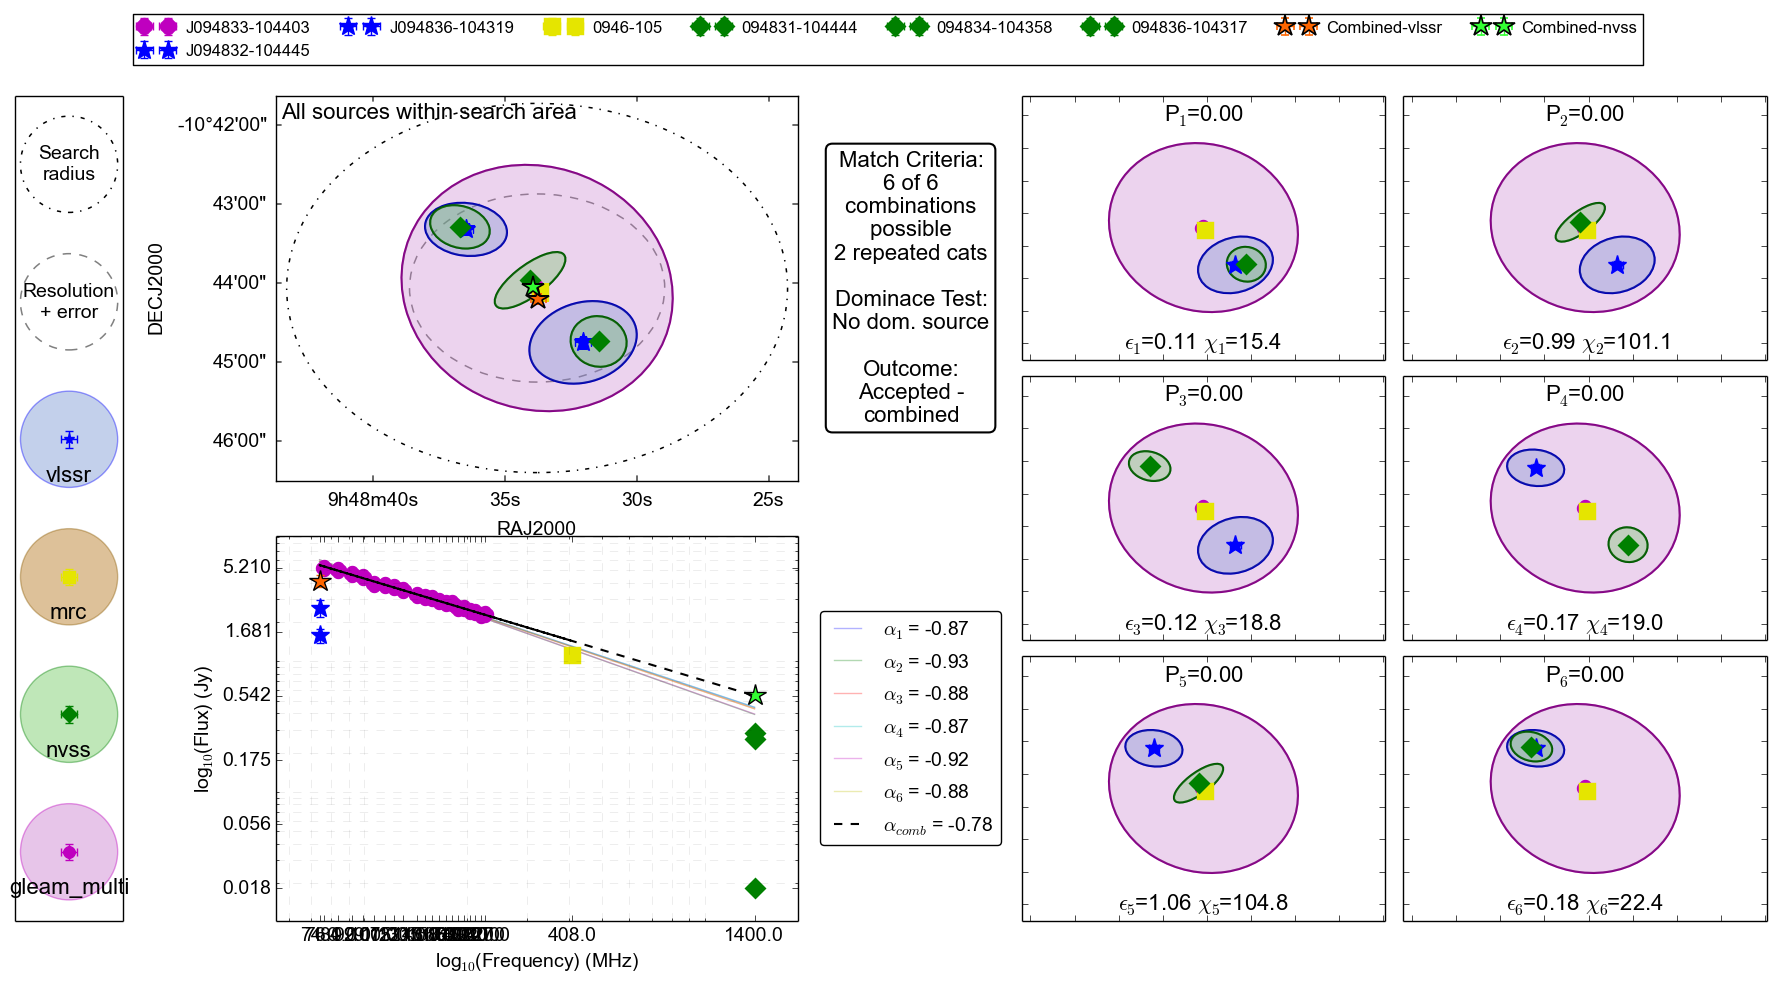 J094833-104403 J094836-104319 0946-105 094831-104444 094834-104358 094836-104317 Combined-vlssr Combined-nvss
J094832-104445
Search
radius
Resolution
+ error
vlssr
mrc
nvss
gleam_multi
All sources within search area
DECJ2000
-10°42'00"
43'00"
44'00"
45'00"
46'00"
9h48m40s 35s 30s 25s
RAJ2000
Match Criteria:
6 of 6
combinations
possible
2 repeated cats
Dominace Test:
No dom. source
Outcome:
Accepted -
combined
log10(Flux) (Jy)
5.210
1.681
0.542
0.175
0.056
0.018
408.0 1400.0
log10(Frequency) (MHz)
α1 = -0.87
α2 = -0.93
α3 = -0.88
α4 = -0.87
α5 = -0.92
α6 = -0.88
αcomb = -0.78
P1=0.00
ϵ1=0.11 χ1=15.4
P2=0.00
ϵ2=0.99 χ2=101.1
P3=0.00
ϵ3=0.12 χ3=18.8
P4=0.00
ϵ4=0.17 χ4=19.0
P5=0.00
ϵ5=1.06 χ5=104.8
P6=0.00
ϵ6=0.18 χ6=22.4